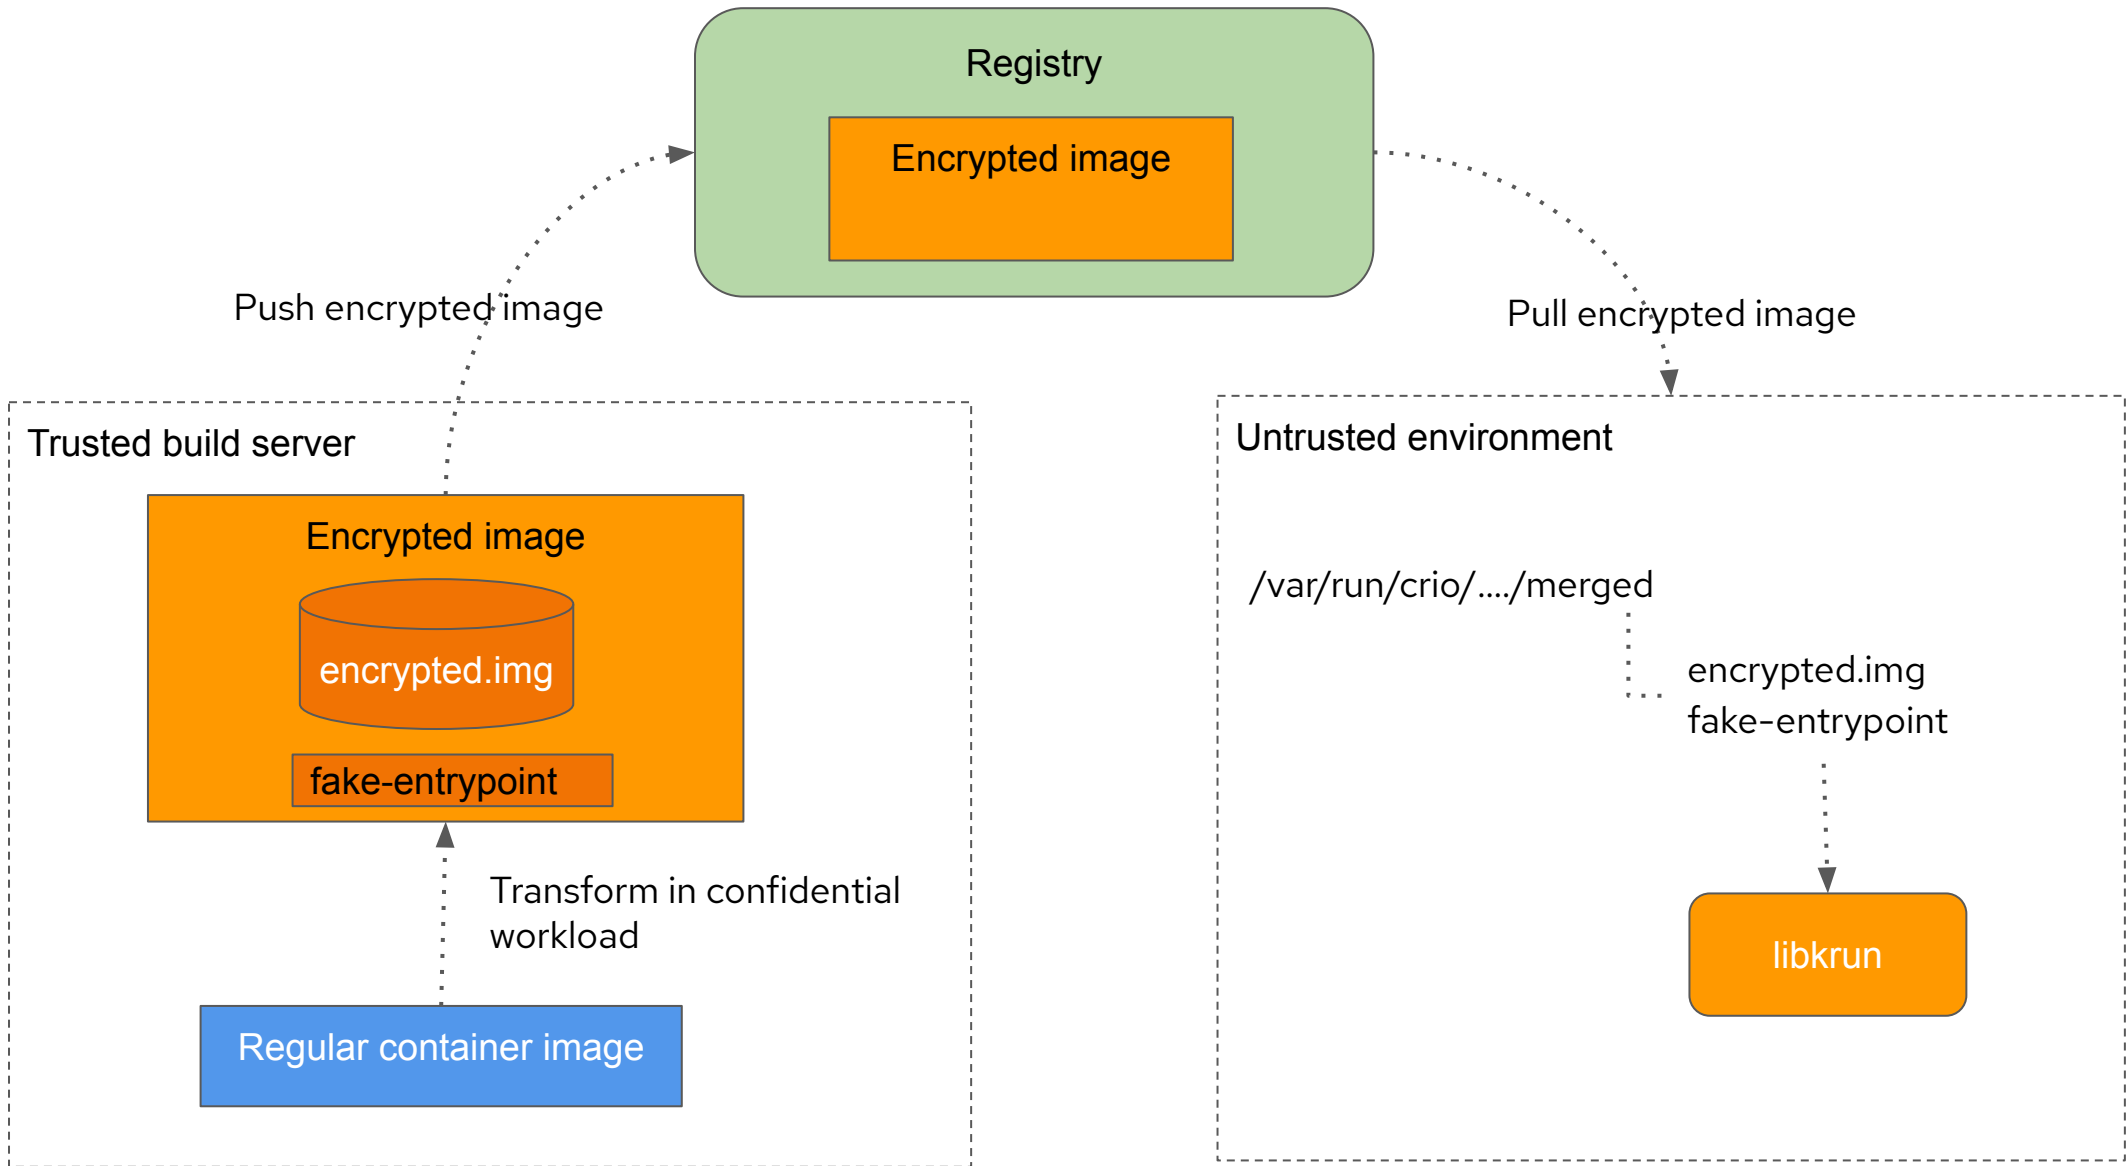 Registry
Encrypted image
Push encrypted image
Pull encrypted image
Trusted build server
Encrypted image
encrypted.img
fake-entrypoint
Transform in confidential
workload
Regular container image
Untrusted environment
/var/run/crio/..../merged
encrypted.img
fake-entrypoint
libkrun